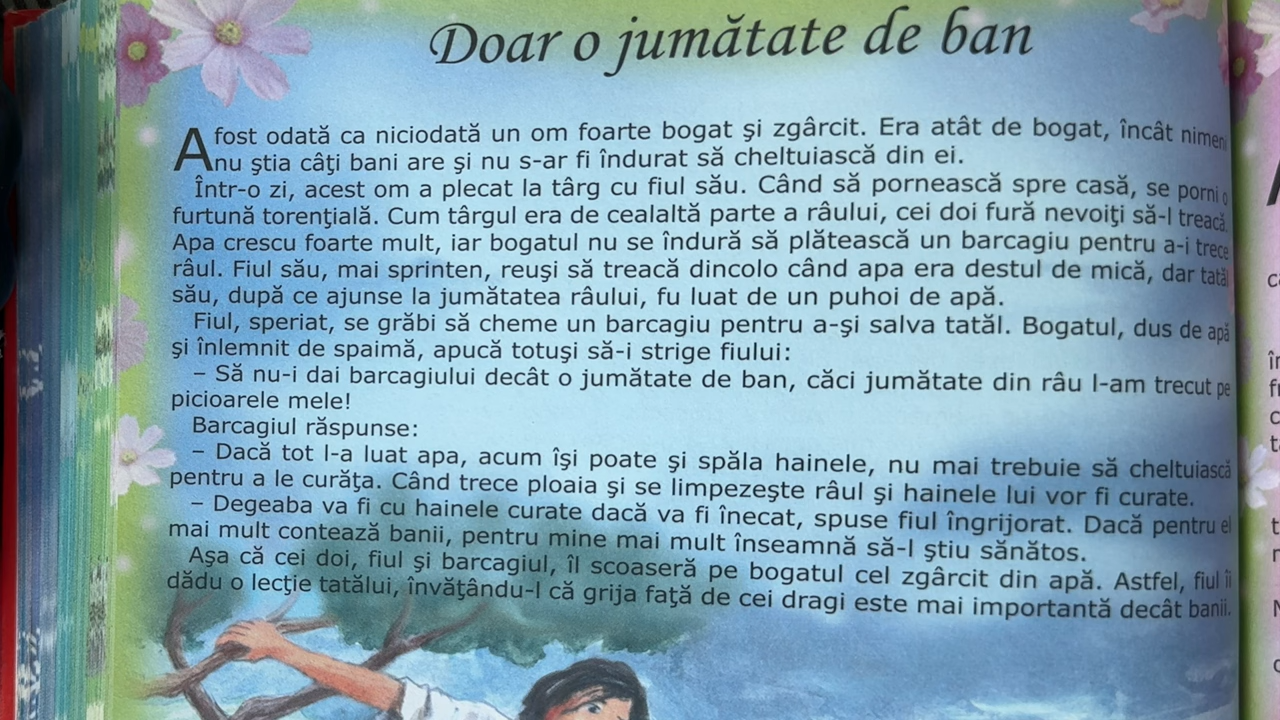 Doar o jumătate de ban
A fost odată ca niciodată un om foarte bogat şi zgârcit. Era atât de bogat, încât nimeni
nu ştia câţi bani are şi nu s-ar fi îndurat să cheltuiască din ei.
Într-o zi, acest om a plecat la târg cu fiul său. Când să pornească spre casă, se porni o
furtună torenţială. Cum târgul era de cealaltă parte a râului, cei doi fură nevoiţi să-l treacă.
Apa crescu foarte mult, iar bogatul nu se îndură să plătească un barcagiu pentru a-i trece
râul. Fiul său, mai sprinten, reuşi să treacă dincolo când apa era destul de mică, dar tatăl
său, după ce ajunse la jumătatea râului, fu luat de un puhoi de apă.
Fiul, speriat, se grăbi să cheme un barcagiu pentru a-şi salva tatăl. Bogatul, dus de apă
şi înlemnit de spaimă, apucă totuşi să-i strige fiului:
– Să nu-i dai barcagiului decât o jumătate de ban, căci jumătate din râu l-am trecut pe
picioarele mele!
Barcagiul răspunse:
– Dacă tot l-a luat apa, acum îşi poate şi spăla hainele, nu mai trebuie să cheltuiască
pentru a le curăţa. Când trece ploaia şi se limpezeşte râul şi hainele lui vor fi curate.
– Degeaba va fi cu hainele curate dacă va fi înecat, spuse fiul îngrijorat. Dacă pentru el
mai mult contează banii, pentru mine mai mult înseamnă să-l ştiu sănătos.
Aşa că cei doi, fiul şi barcagiul, îl scoaseră pe bogatul cel zgârcit din apă. Astfel, fiul îi
dădu o lecţie tatălui, învăţându-l că grija faţă de cei dragi este mai importantă decât banii.